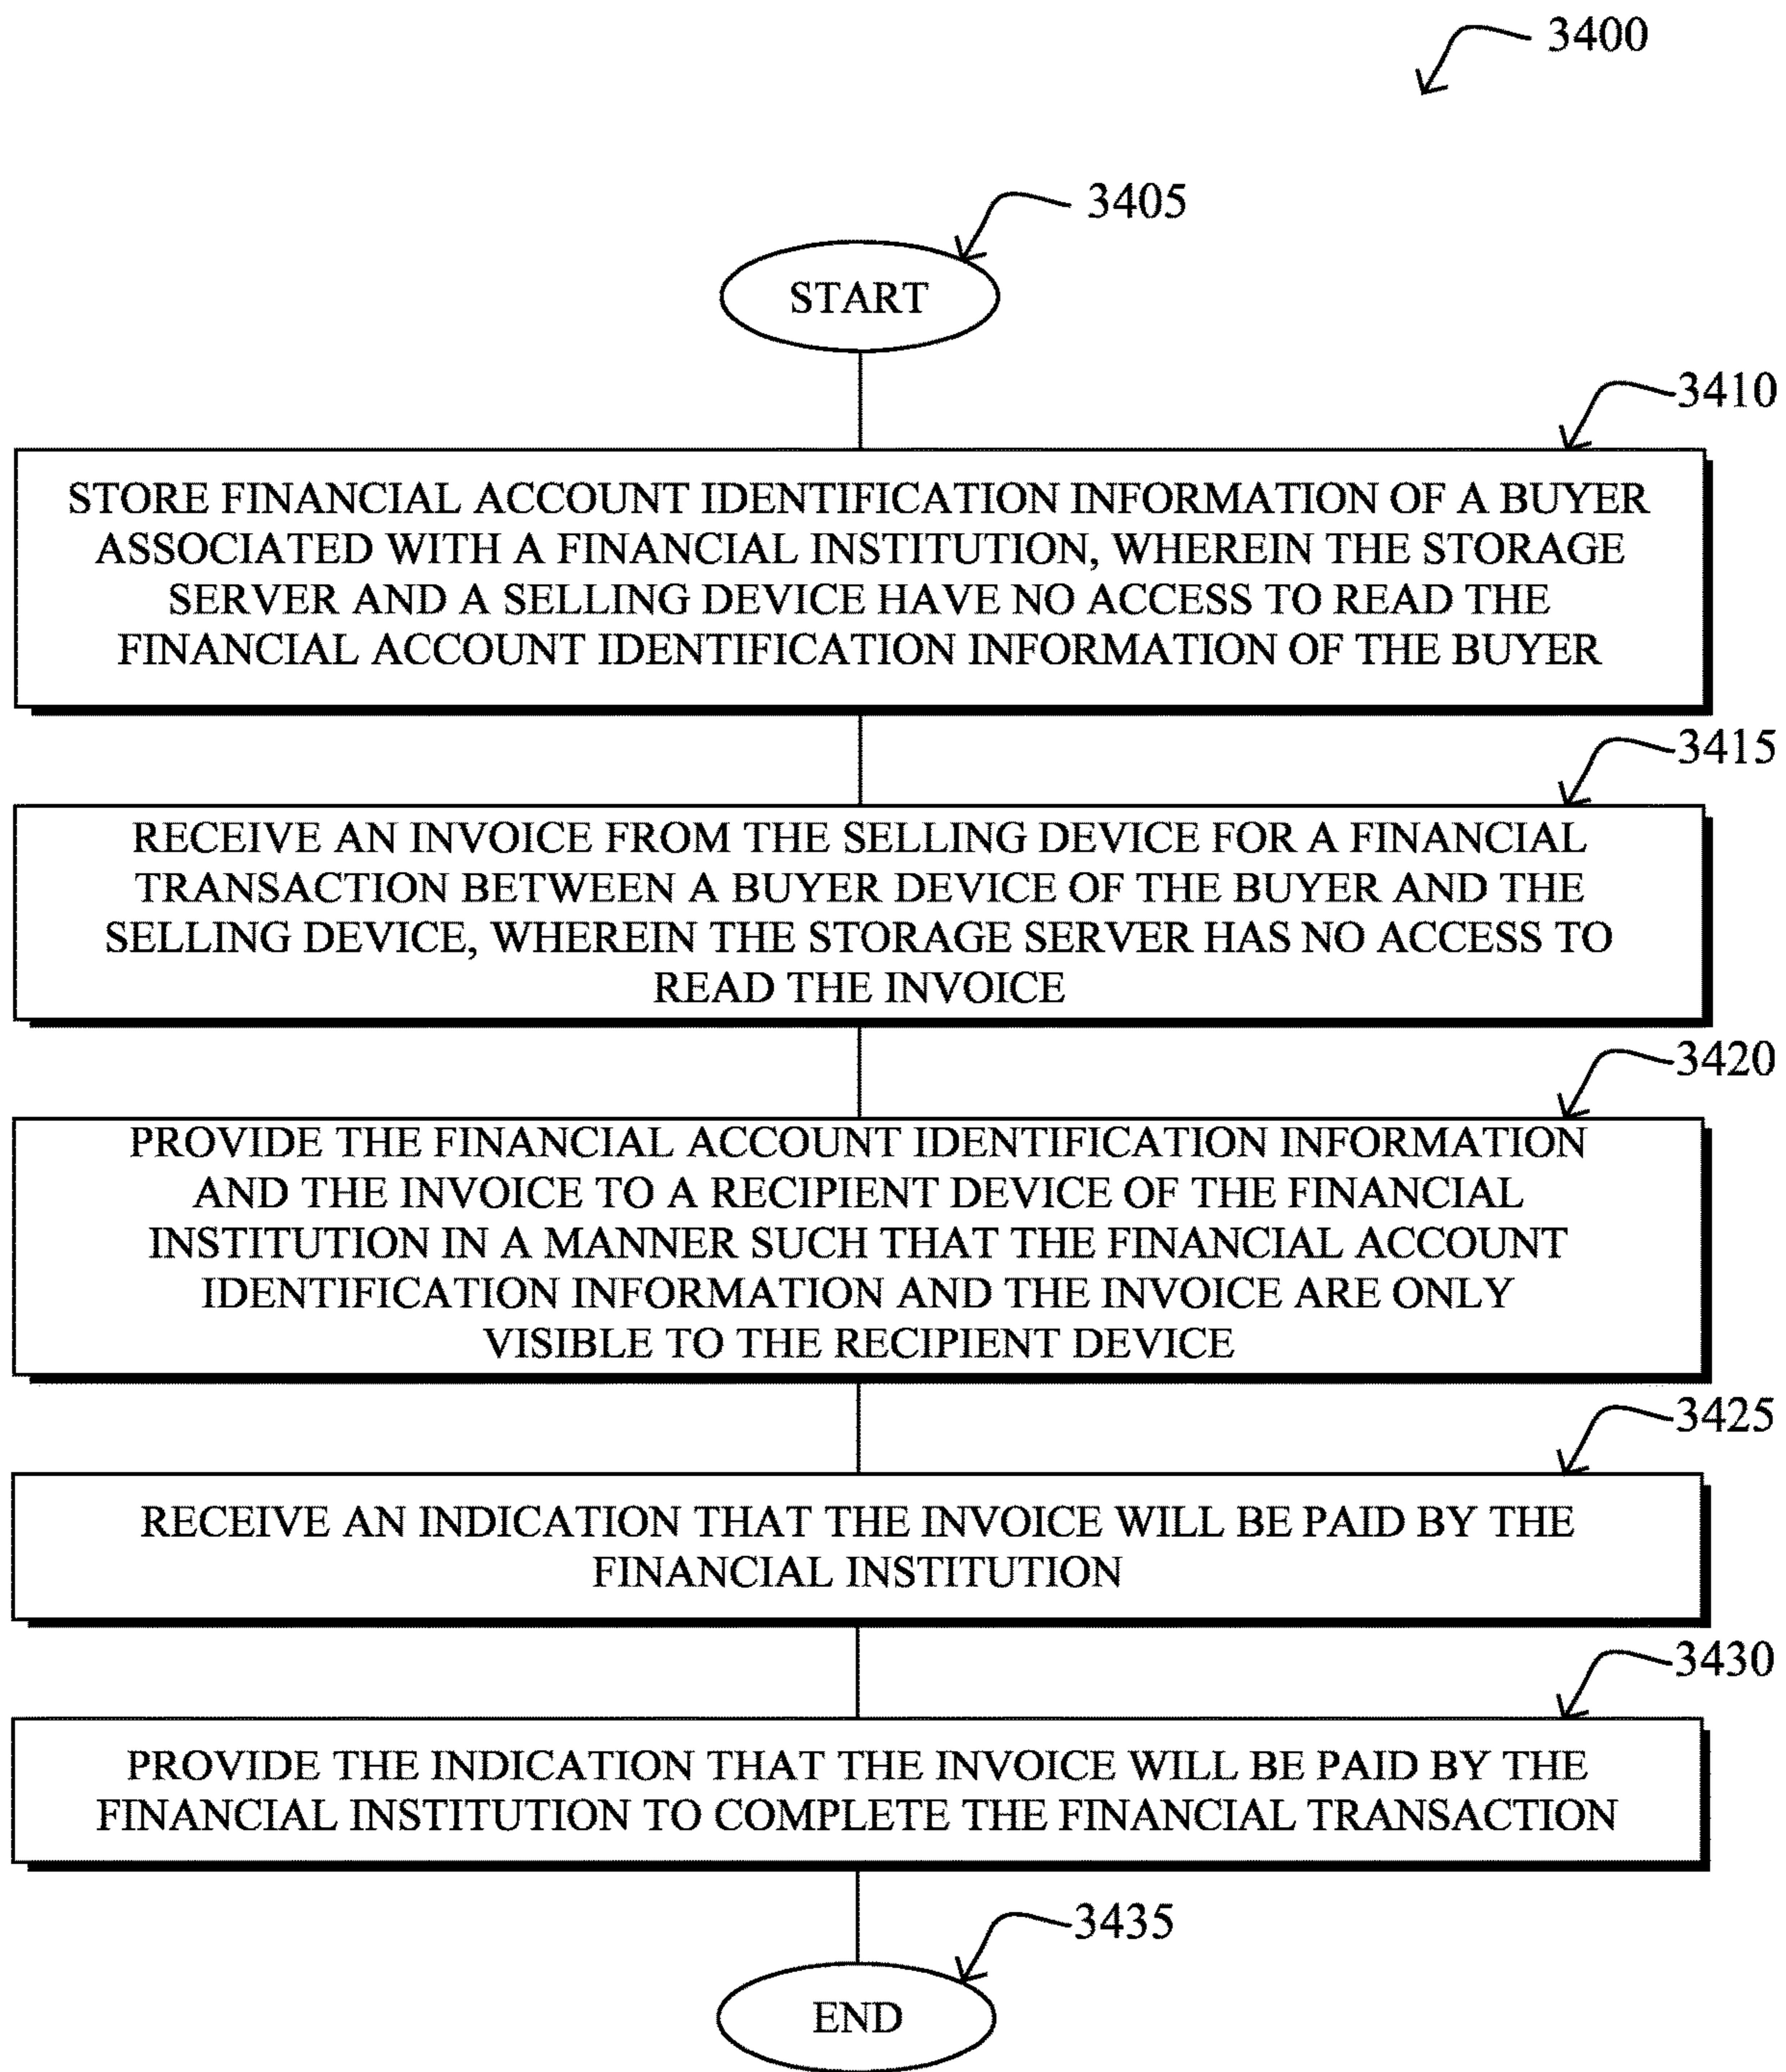 3400
3405
START
3410
STORE FINANCIAL ACCOUNT IDENTIFICATION INFORMATION OF A BUYER
ASSOCIATED WITH A FINANCIAL INSTITUTION, WHEREIN THE STORAGE
SERVER AND A SELLING DEVICE HAVE NO ACCESS TO READ THE
FINANCIAL ACCOUNT IDENTIFICATION INFORMATION OF THE BUYER
3415
RECEIVE AN INVOICE FROM THE SELLING DEVICE FOR A FINANCIAL
TRANSACTION BETWEEN A BUYER DEVICE OF THE BUYER AND THE
SELLING DEVICE, WHEREIN THE STORAGE SERVER HAS NO ACCESS TO
READ THE INVOICE
3420
PROVIDE THE FINANCIAL ACCOUNT IDENTIFICATION INFORMATION
AND THE INVOICE TO A RECIPIENT DEVICE OF THE FINANCIAL
INSTITUTION IN A MANNER SUCH THAT THE FINANCIAL ACCOUNT
IDENTIFICATION INFORMATION AND THE INVOICE ARE ONLY
VISIBLE TO THE RECIPIENT DEVICE
3425
RECEIVE AN INDICATION THAT THE INVOICE WILL BE PAID BY THE
FINANCIAL INSTITUTION
3430
PROVIDE THE INDICATION THAT THE INVOICE WILL BE PAID BY THE
FINANCIAL INSTITUTION TO COMPLETE THE FINANCIAL TRANSACTION
3435
END